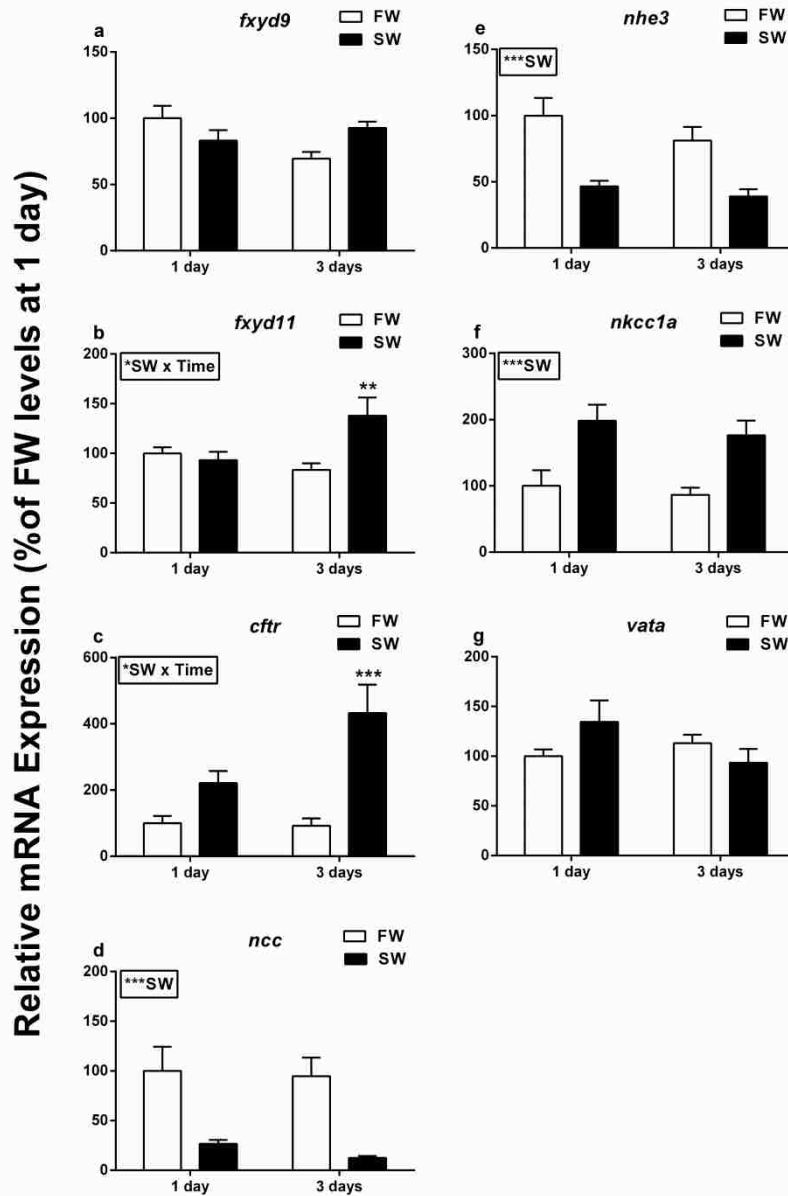 Relative mRNA Expression (%of FW levels at 1 day)
a
fxyd9
FW
SW
150
100
50
0
1 day
3 days
b
fxyd11
FW
SW
*SW x Time
**
200
150
100
50
0
1 day
3 days
c
cftr
FW
SW
*SW x Time
***
600
400
200
0
1 day
3 days
d
ncc
FW
SW
***SW
200
150
100
50
0
1 day
3 days
e
nhe3
FW
SW
***SW
150
100
50
0
1 day
3 days
f
nkcc1a
FW
SW
***SW
300
200
100
0
1 day
3 days
g
vata
FW
SW
200
150
100
50
0
1 day
3 days